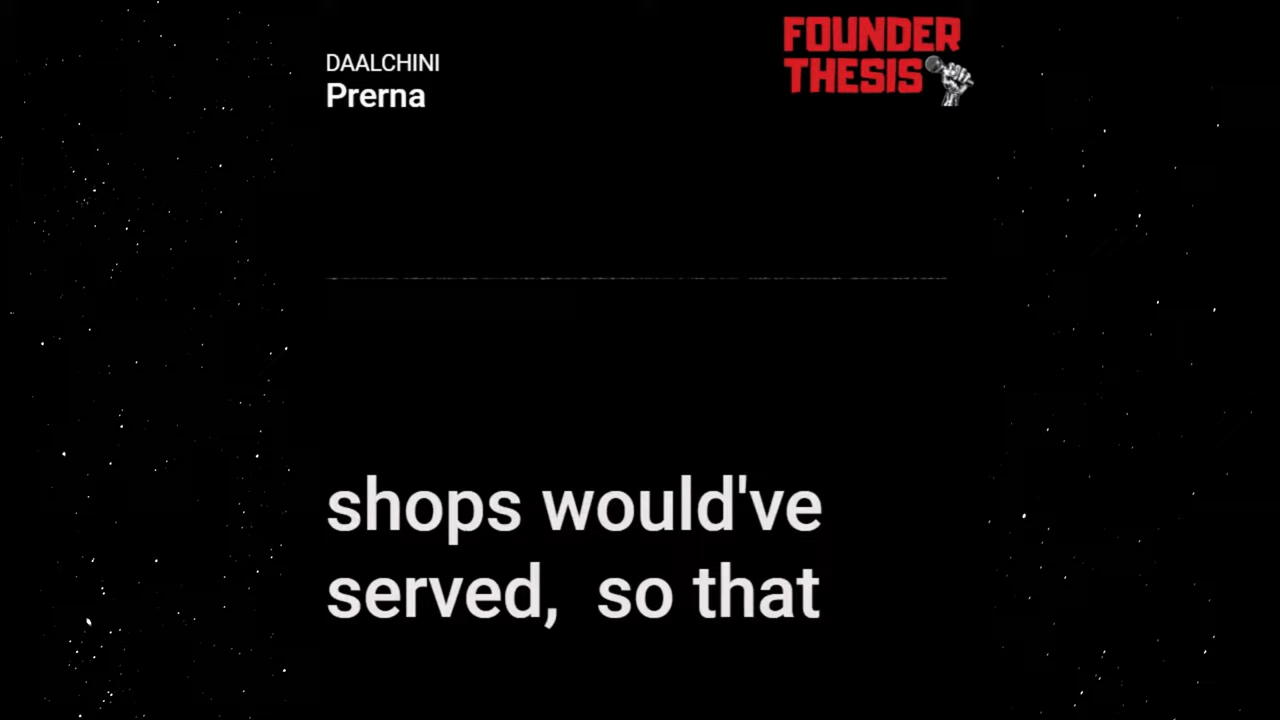 DAALCHINI
Prerna
FOUNDER
THESIS
shops would've
served,  so that